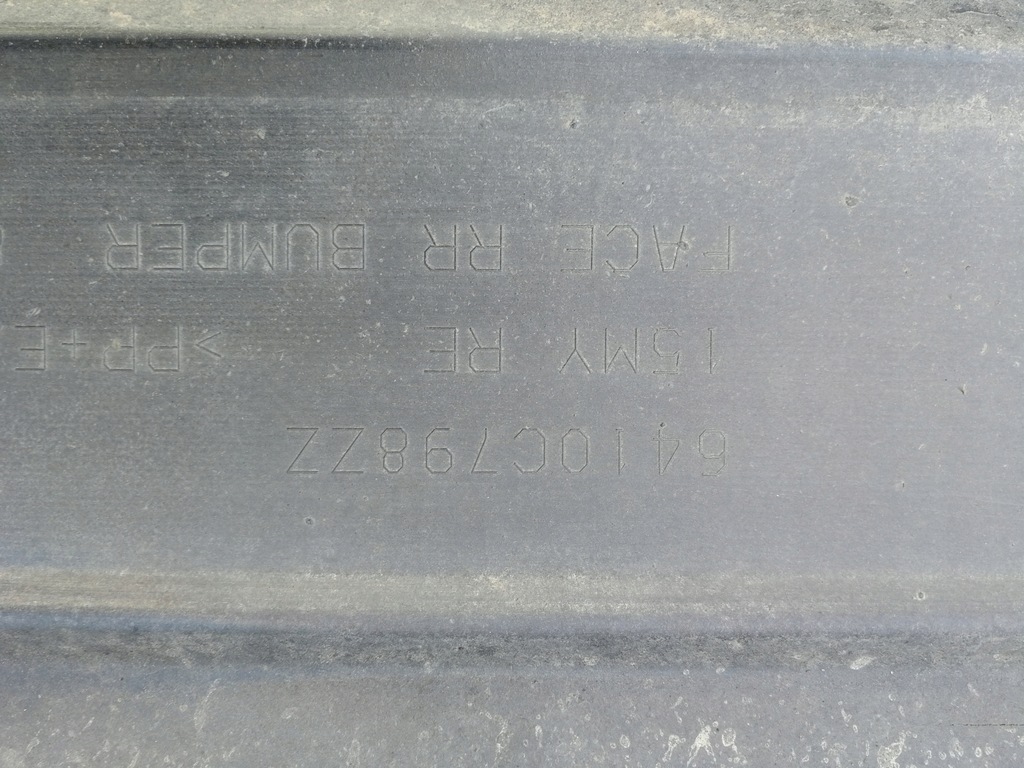 6410C798ZZ
15MY RE >PP+E
FACE RR BUMPER